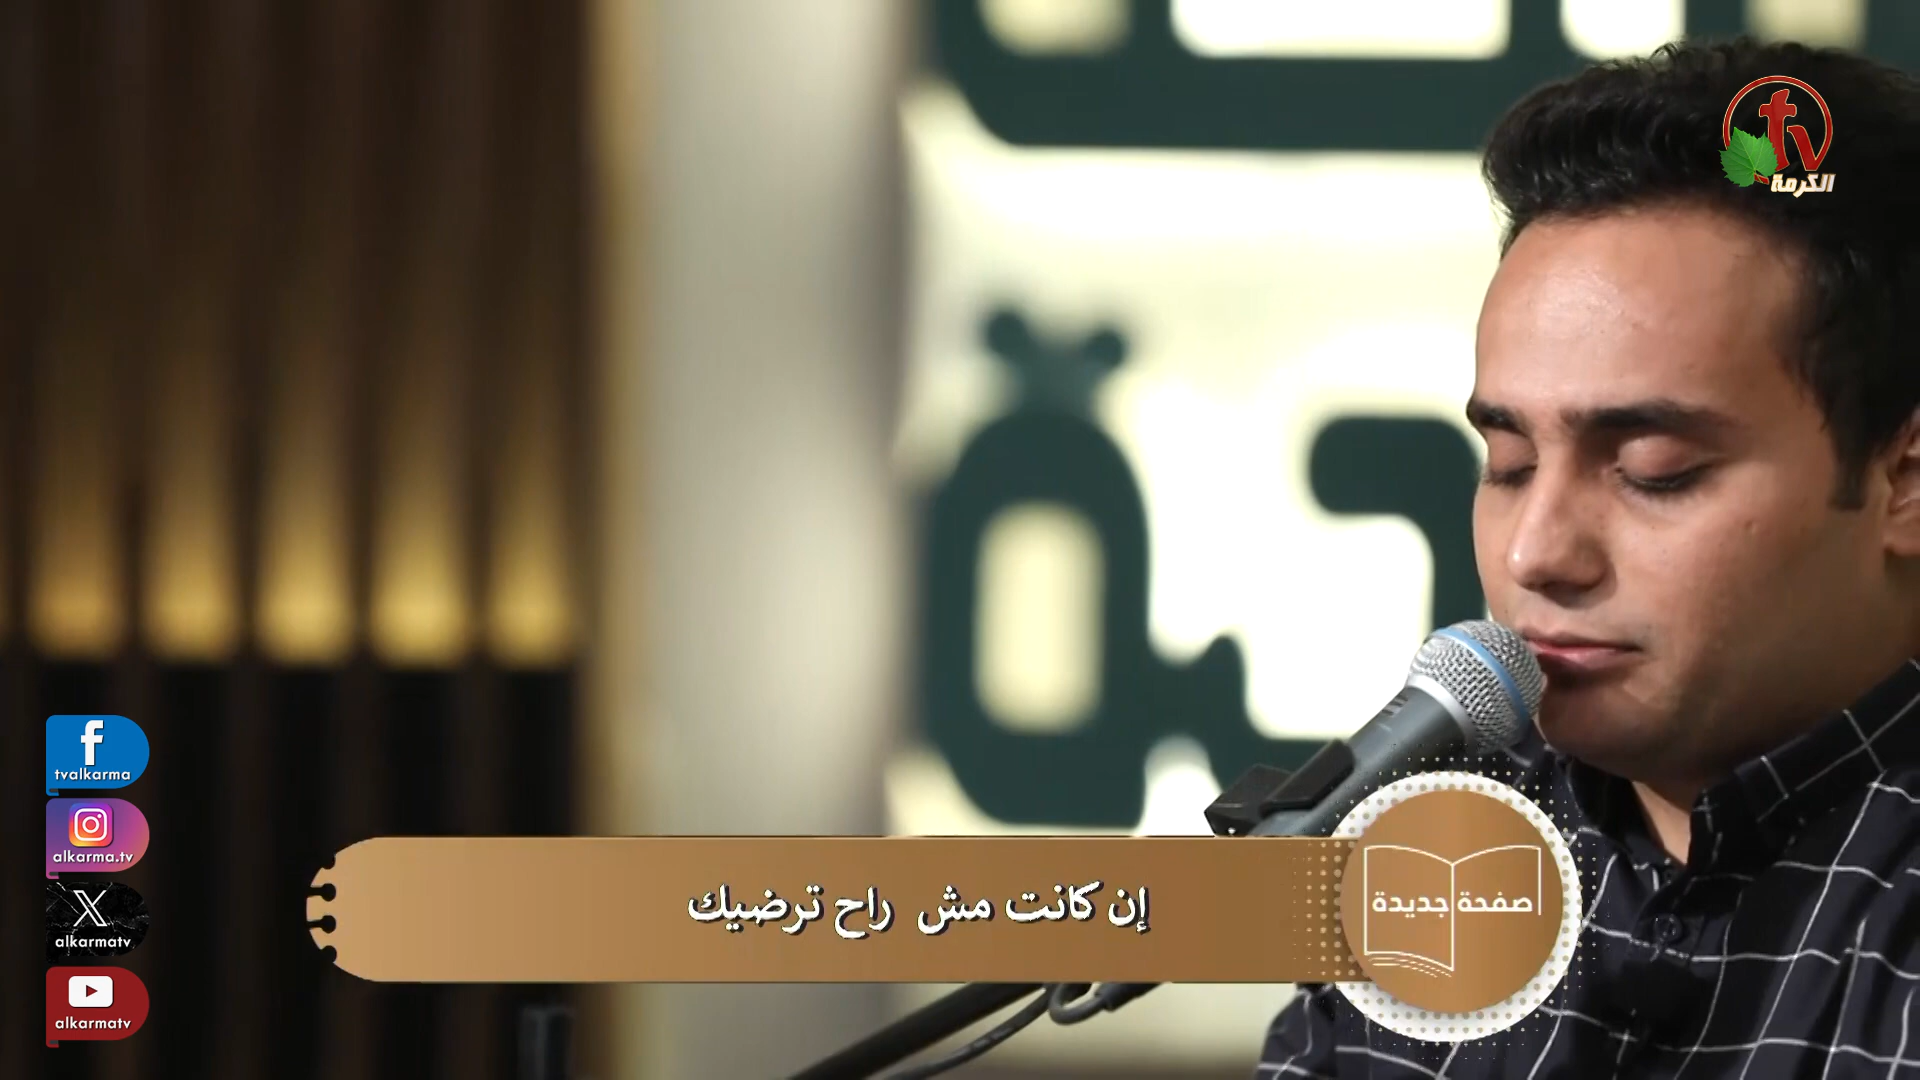 tv
الكرمة
tvalkarma
alkarma.tv
alkarmatv
alkarmatv
إن كانت مش راح ترضيك
صفحة جديدة